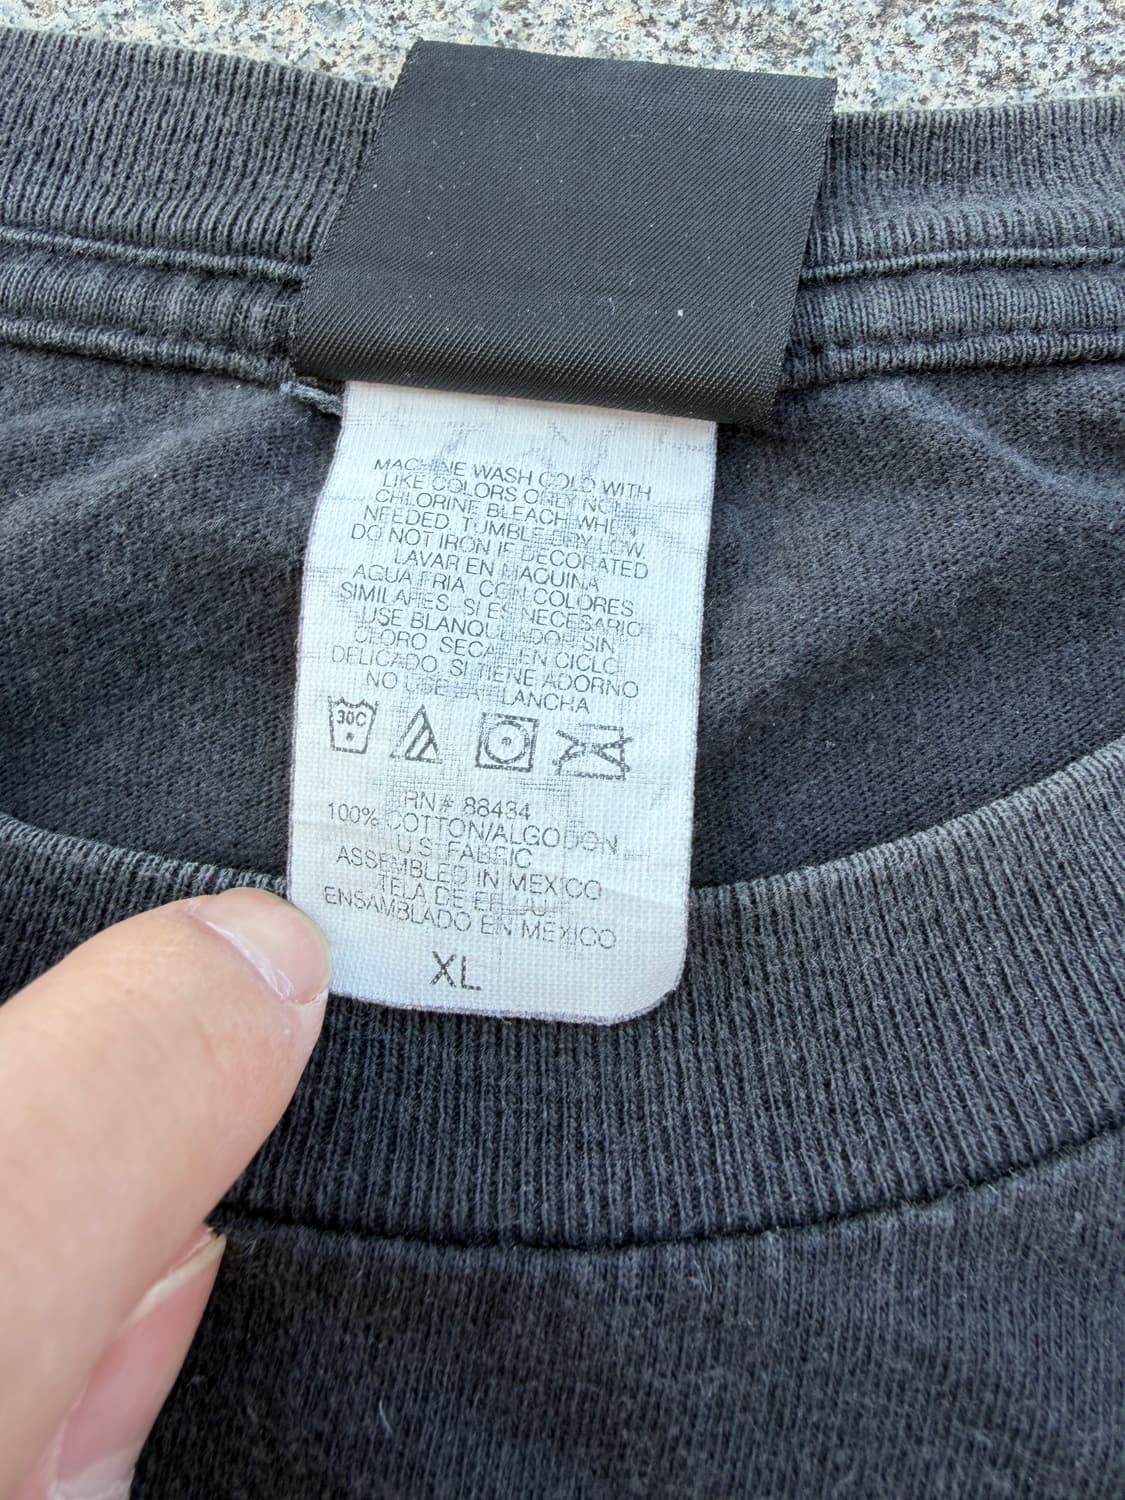 MACHINE WASH COLD WITH
LIKE COLORS ONLY NON
CHLORINE BLEACH WHEN
NEEDED. TUMBLE DRY LOW.
DO NOT IRON IF DECORATED
LAVAR EN MAQUINA
AGUA FRIA, CON COLORES
SIMILARES. SI ES NECESARIO
USE BLANQUEADOR SIN
CLORO. SECAR EN CICLO
DELICADO. SI TIENE ADORNO
NO USE LA PLANCHA
30C
RN # 88434
100% COTTON/ALGODON
U.S. FABRIC
ASSEMBLED IN MEXICO
TELA DE
ENSAMBLADO EN MEXICO
XL